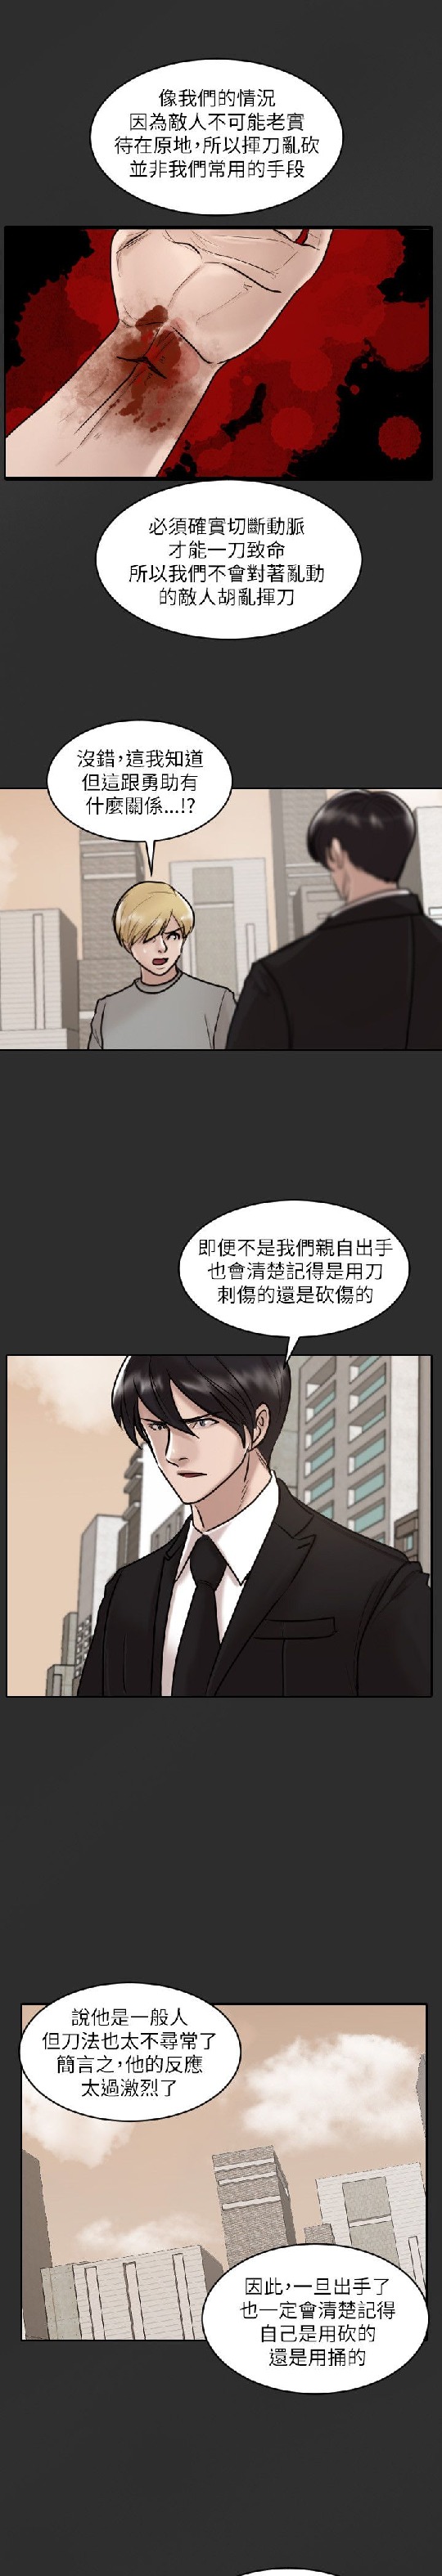 像我們的情況
因為敵人不可能老實
待在原地，所以揮刀亂砍
並非我們常用的手段
必須確實切斷動脈
才能一刀致命
所以我們不會對著亂動
的敵人胡亂揮刀
沒錯，這我知道
但這跟勇助有
什麼關係...!?
即便不是我們親自出手
也會清楚記得是用刀
刺傷的還是砍傷的
說他是一般人
但刀法也太不尋常了
簡言之，他的反應
太過激烈了
因此，一旦出手了
也一定會清楚記得
自己是用砍的
還是用捅的